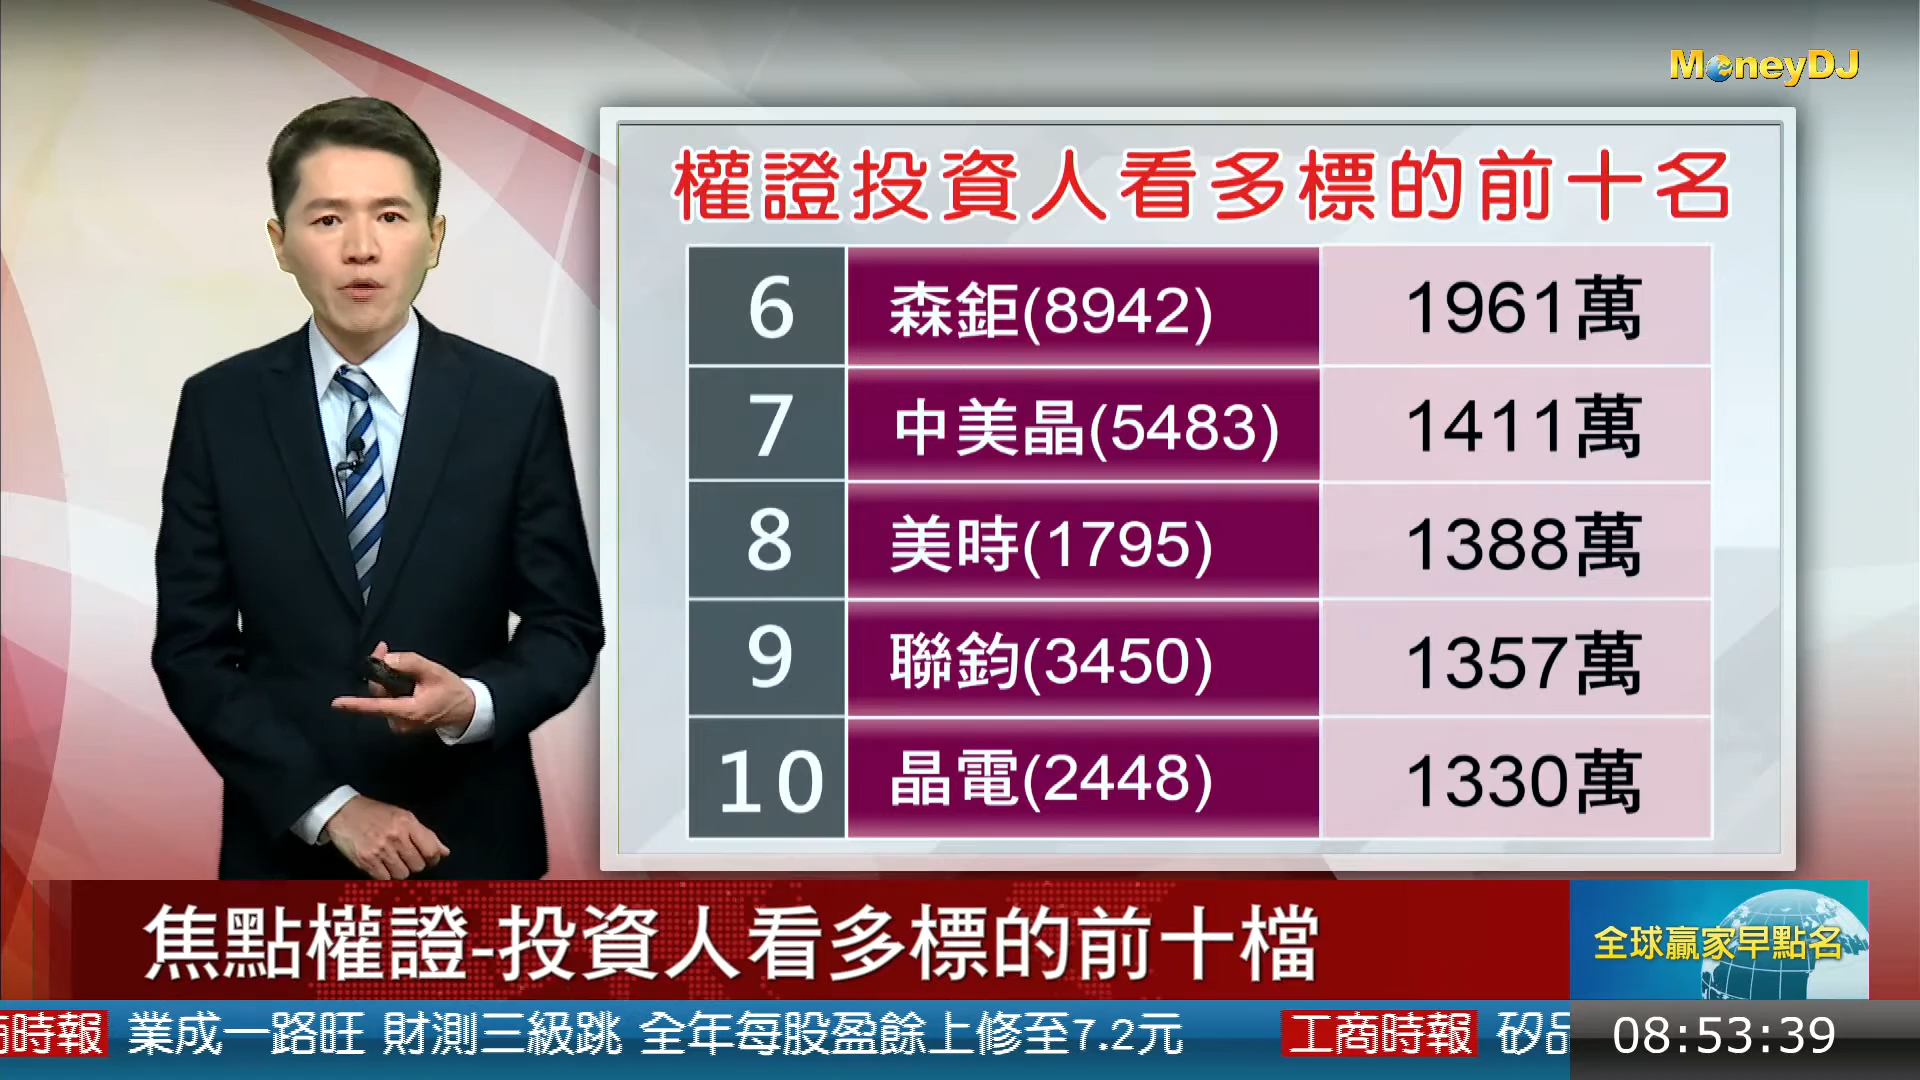 MoneyDJ
權證投資人看多標的前十名
6 森鉅(8942) 1961萬
7 中美晶(5483) 1411萬
8 美時(1795) 1388萬
9 聯鈞(3450) 1357萬
10 晶電(2448) 1330萬
焦點權證-投資人看多標的前十檔
全球贏家早點名
時報 業成一路旺 財測三級跳 全年每股盈餘上修至7.2元 工商時報 矽品
08:53:39